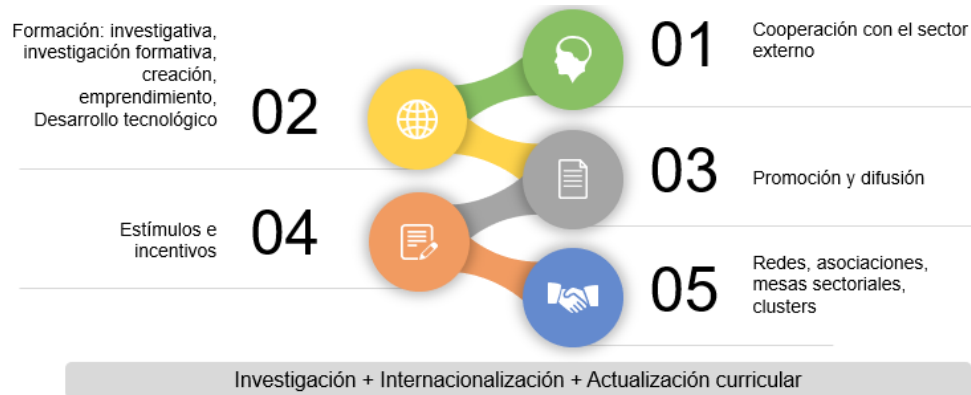 01
Cooperación con el sector
externo
Formación: investigativa,
investigación formativa,
creación,
emprendimiento,
Desarrollo tecnológico
02
03
Promoción y difusión
Estímulos e
incentivos
04
05
Redes, asociaciones,
mesas sectoriales,
clusters
Investigación + Internacionalización + Actualización curricular